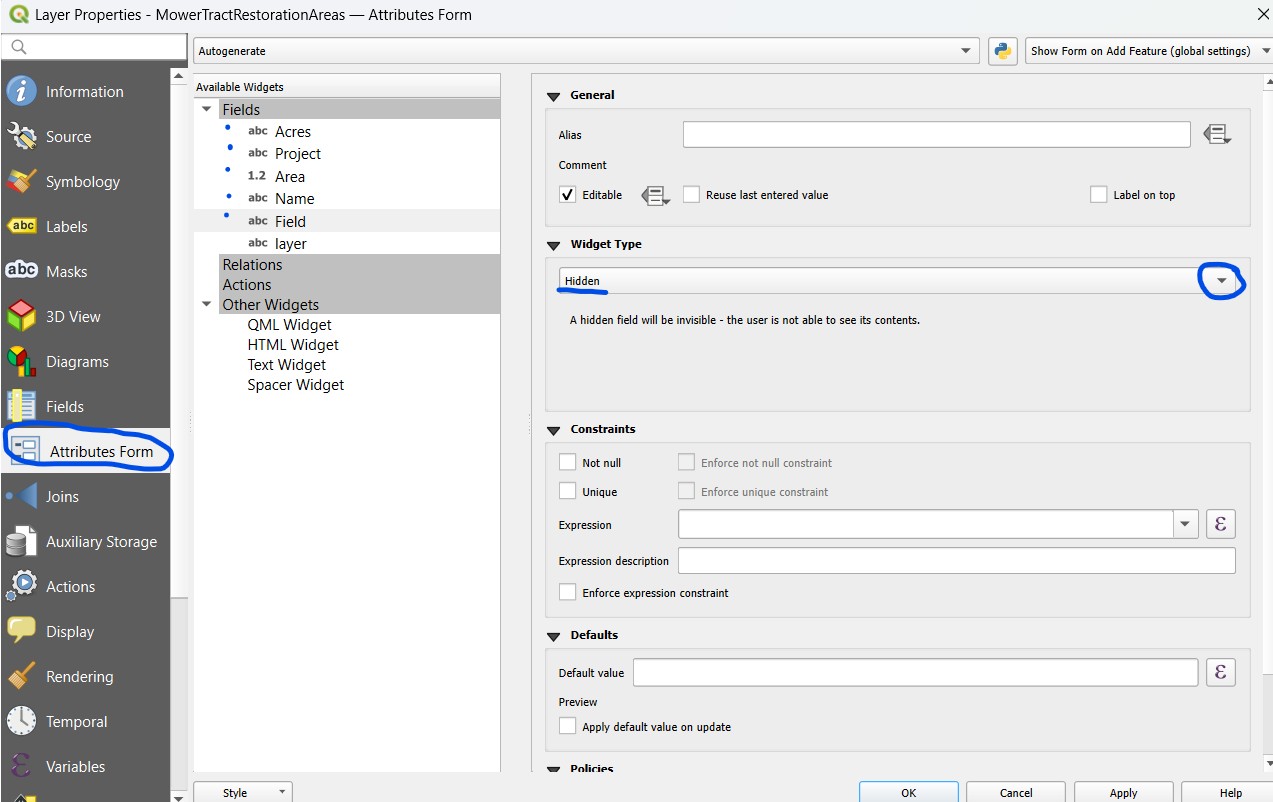 Layer Properties - MowerTractRestorationAreas — Attributes Form
Autogenerate
Show Form on Add Feature (global settings)
Information
Source
Symbology
abc Labels
abc Masks
3D View
Diagrams
Fields
Attributes Form
Joins
Auxiliary Storage
Actions
Display
Rendering
Temporal
Variables
Available Widgets
Fields
abc Acres
abc Project
1.2 Area
abc Name
abc Field
abc layer
Relations
Actions
Other Widgets
QML Widget
HTML Widget
Text Widget
Spacer Widget
General
Alias
Comment
Editable
Reuse last entered value
Label on top
Widget Type
Hidden
A hidden field will be invisible - the user is not able to see its contents.
Constraints
Not null
Enforce not null constraint
Unique
Enforce unique constraint
Expression
ε
Expression description
Enforce expression constraint
Defaults
Default value
ε
Preview
Apply default value on update
Policies
Style
OK
Cancel
Apply
Help